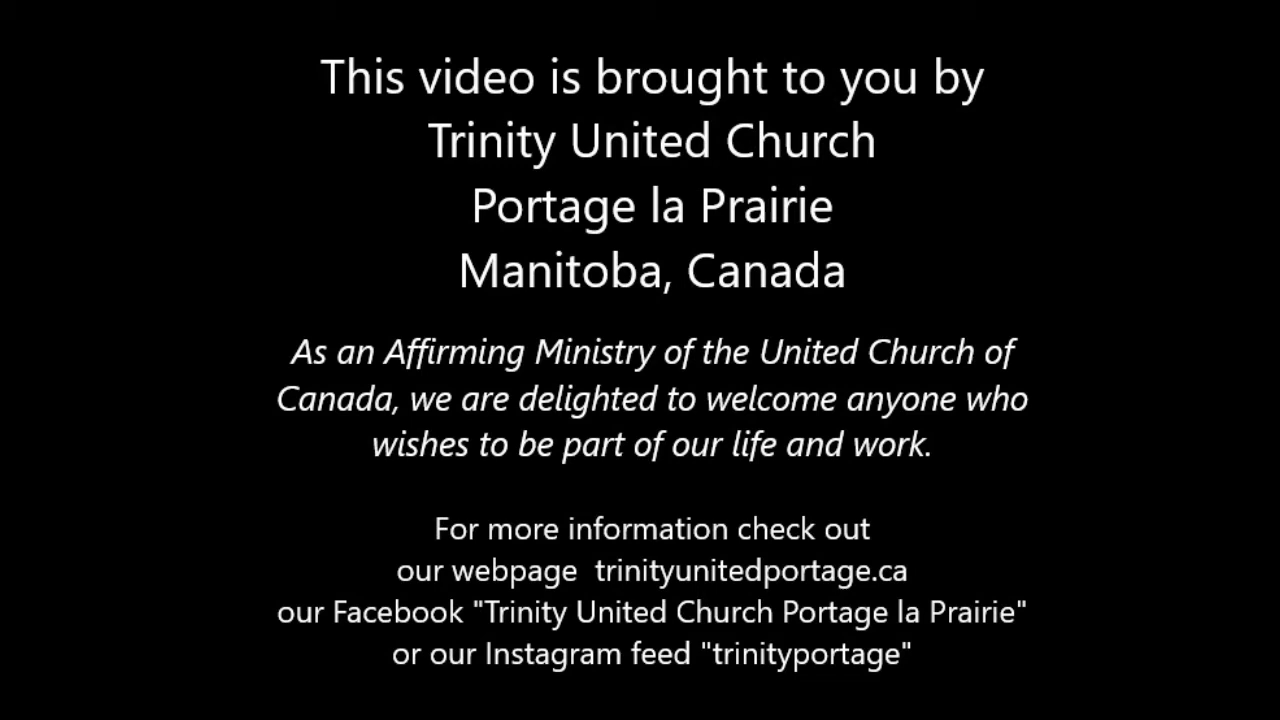 This video is brought to you by
Trinity United Church
Portage la Prairie
Manitoba, Canada
As an Affirming Ministry of the United Church of
Canada, we are delighted to welcome anyone who
wishes to be part of our life and work.
For more information check out
our webpage  trinityunitedportage.ca
our Facebook "Trinity United Church Portage la Prairie"
or our Instagram feed "trinityportage"